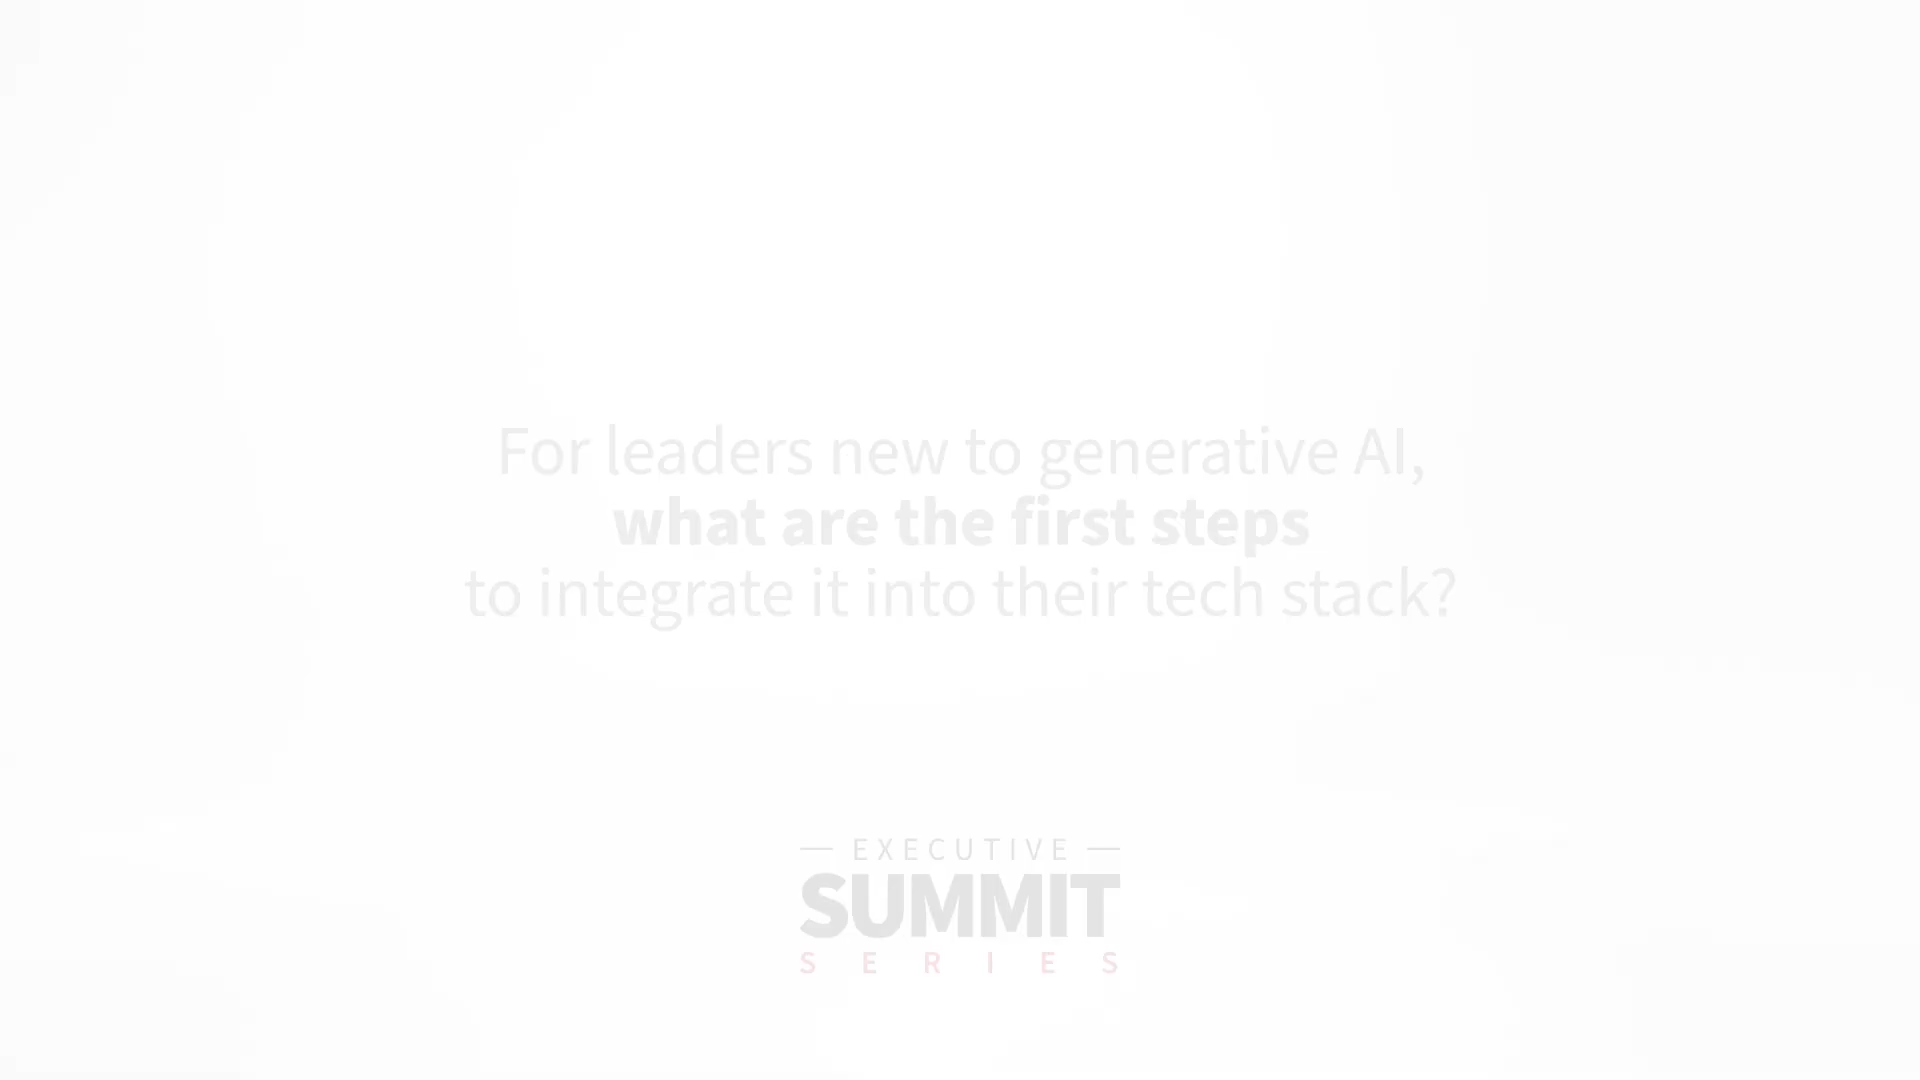 For leaders new to generative AI,
what are the first steps
to integrate it into their tech stack?
EXECUTIVE
SUMMIT
SERIES